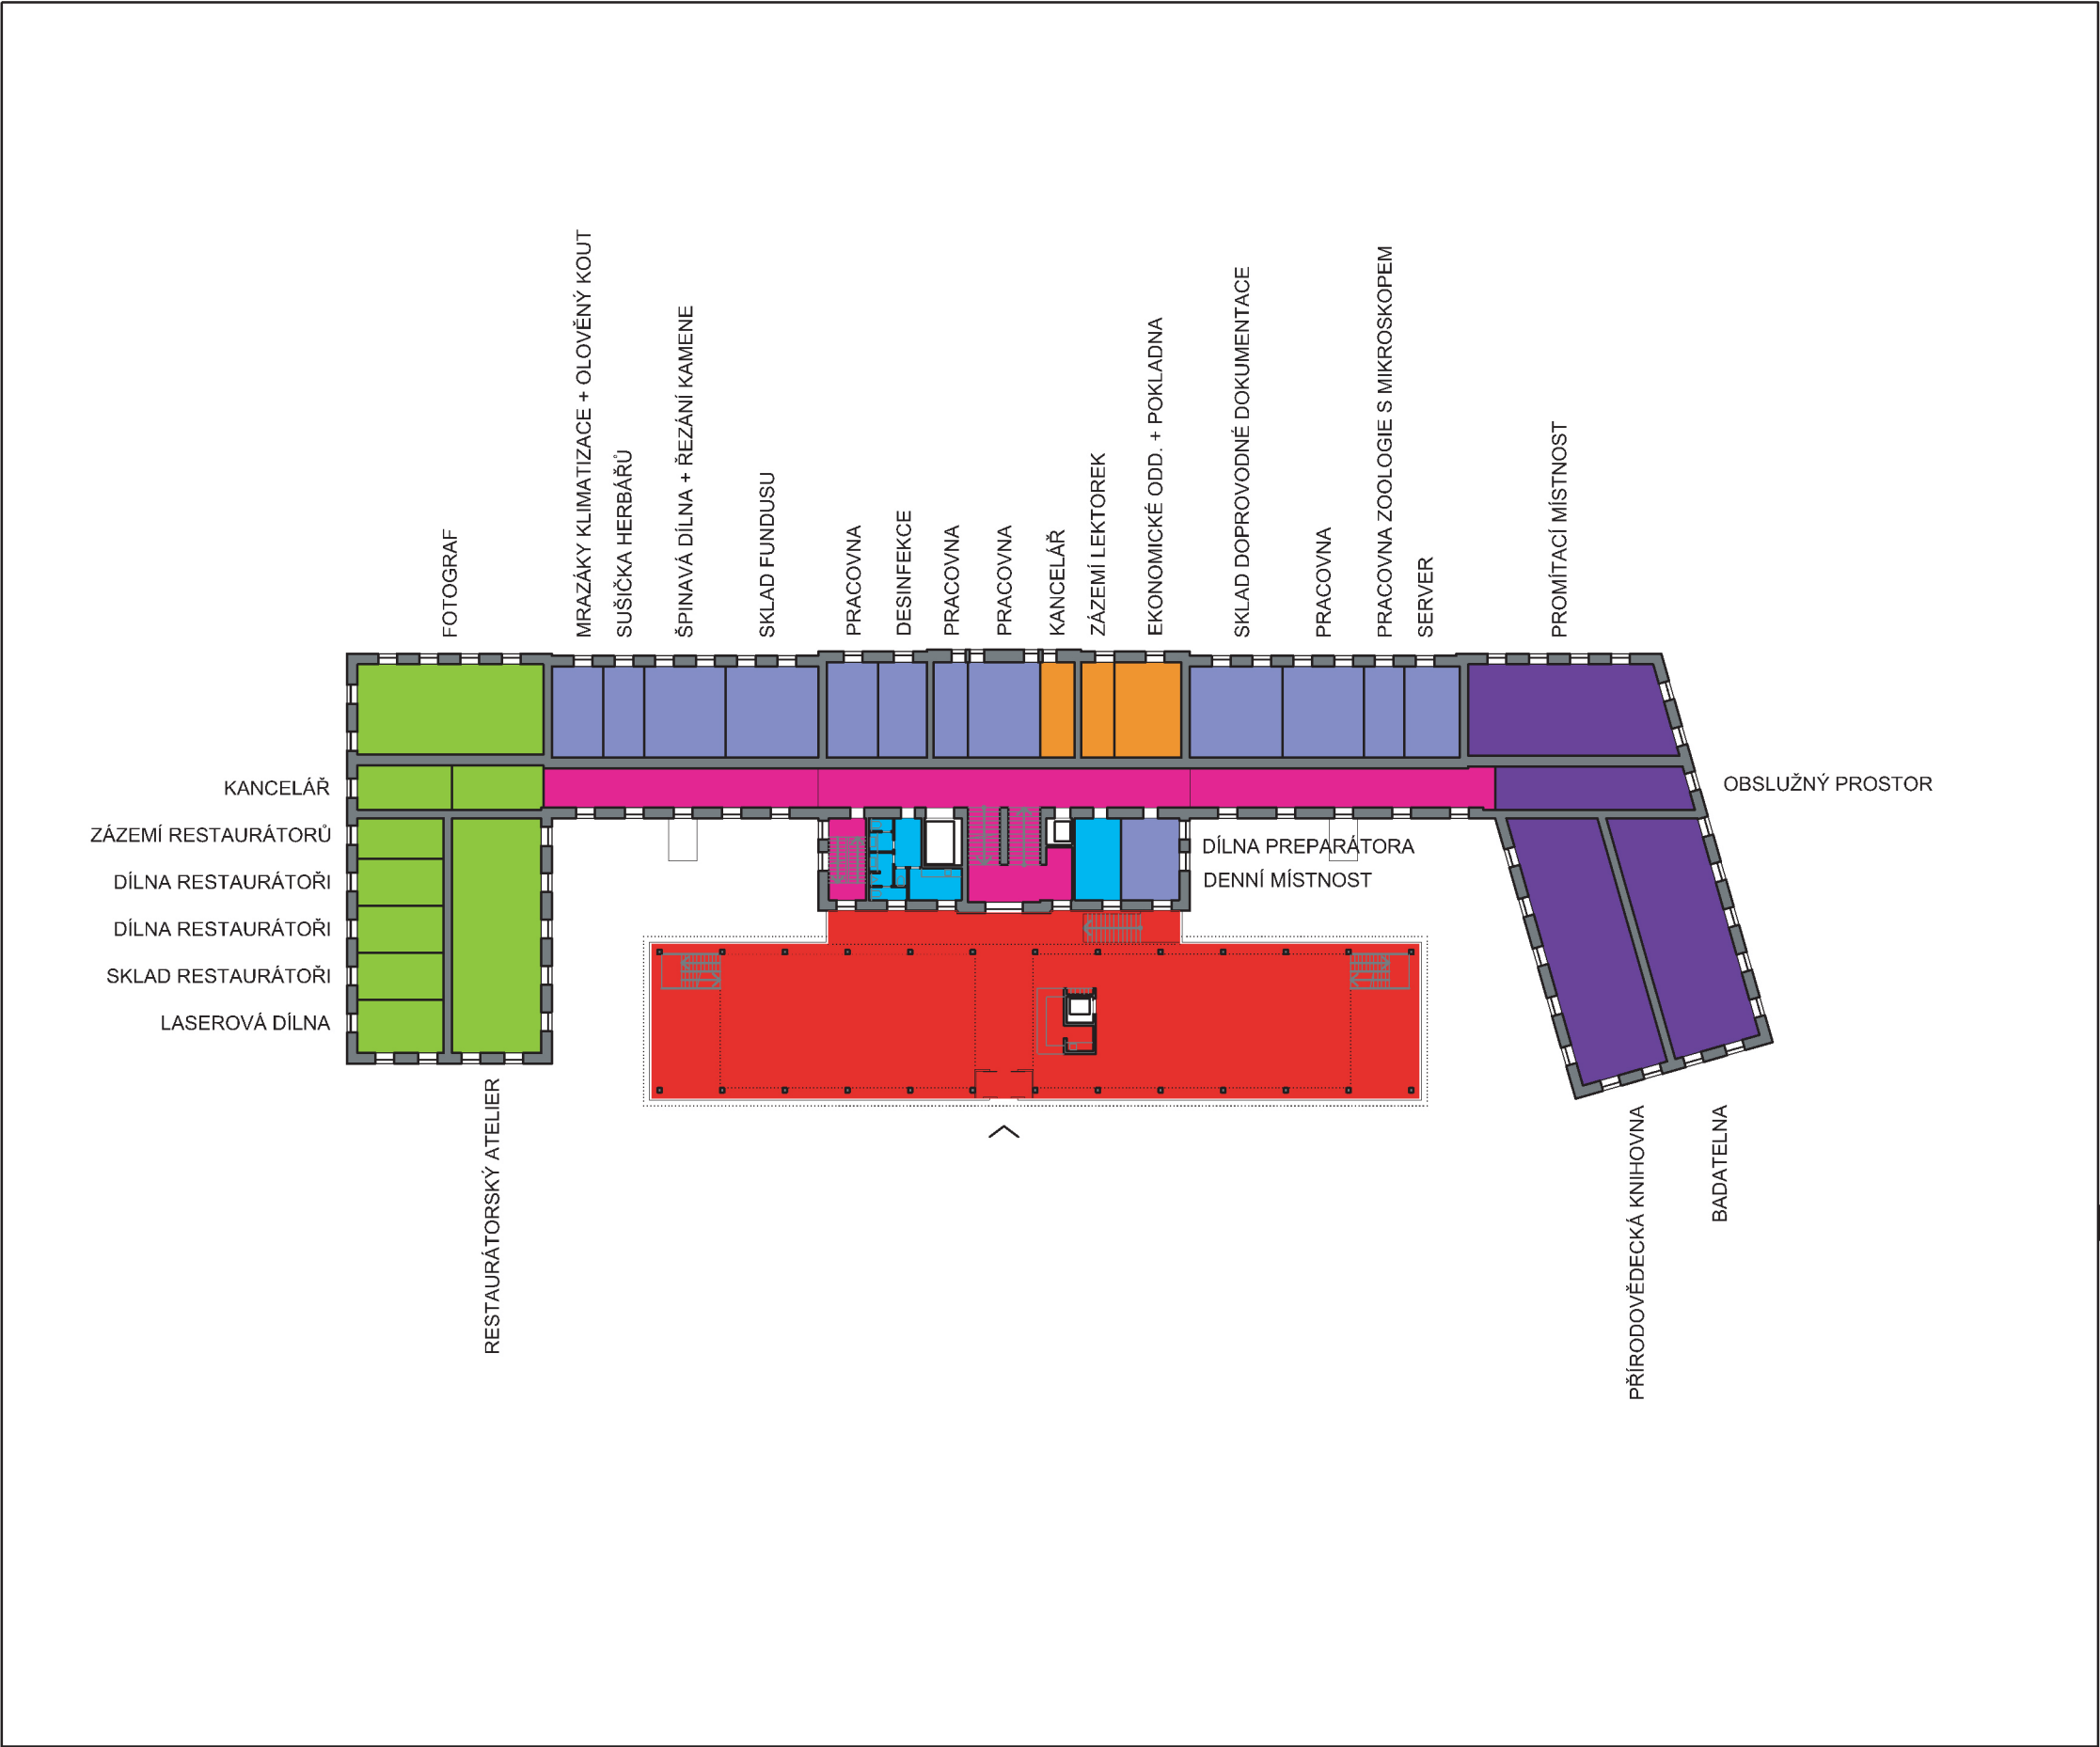 FOTOGRAF
MRAZÁKY KLIMATIZACE + OLOVĚNÝ KOUT
SUŠIČKA HERBÁŘŮ
ŠPINAVÁ DÍLNA + ŘEZÁNÍ KAMENE
SKLAD FUNDUSU
PRACOVNA
DESINFEKCE
PRACOVNA
PRACOVNA
KANCELÁŘ
ZÁZEMÍ LEKTOREK
EKONOMICKÉ ODD. + POKLADNA
SKLAD DOPROVODNÉ DOKUMENTACE
PRACOVNA
PRACOVNA ZOOLOGIE S MIKROSKOPEM
SERVER
PROMÍTACÍ MÍSTNOST
KANCELÁŘ
OBSLUŽNÝ PROSTOR
ZÁZEMÍ RESTAURÁTORŮ
DÍLNA PREPARÁTORA
DÍLNA RESTAURÁTOŘI
DENNÍ MÍSTNOST
DÍLNA RESTAURÁTOŘI
SKLAD RESTAURÁTOŘI
LASEROVÁ DÍLNA
RESTAURÁTORSKÝ ATELIER
PŘÍRODOVĚDECKÁ KNIHOVNA
BADATELNA